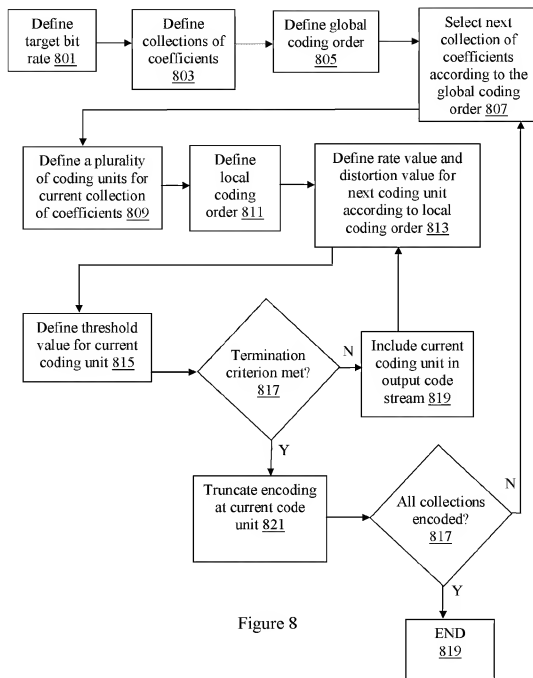 Define
target bit
rate 801
Define
collections of
coefficients
803
Define global
coding order
805
Select next
collection of
coefficients
according to the
global coding
order 807
Define a plurality
of coding units for
current collection
of coefficients 809
Define
local
coding
order 811
Define rate value and
distortion value for
next coding unit
according to local
coding order 813
Define threshold
value for current
coding unit 815
Termination
criterion met?
817
N
Include current
coding unit in
output code
stream 819
Y
Truncate encoding
at current code
unit 821
All collections
encoded?
817
N
Y
END
819
Figure 8